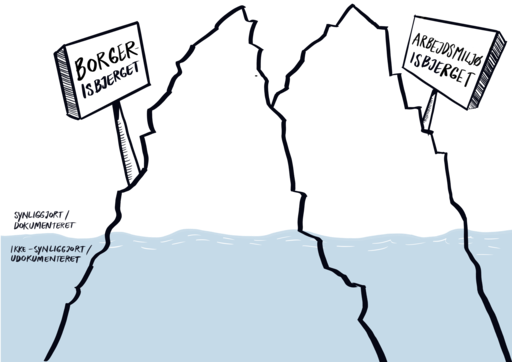 BORGER-
ISBJERGET
ARBEJDSMILJØ
ISBJERGET
SYNLIGGJORT /
DOKUMENTERET
IKKE-SYNLIGGJORT /
UDOKUMENTERET